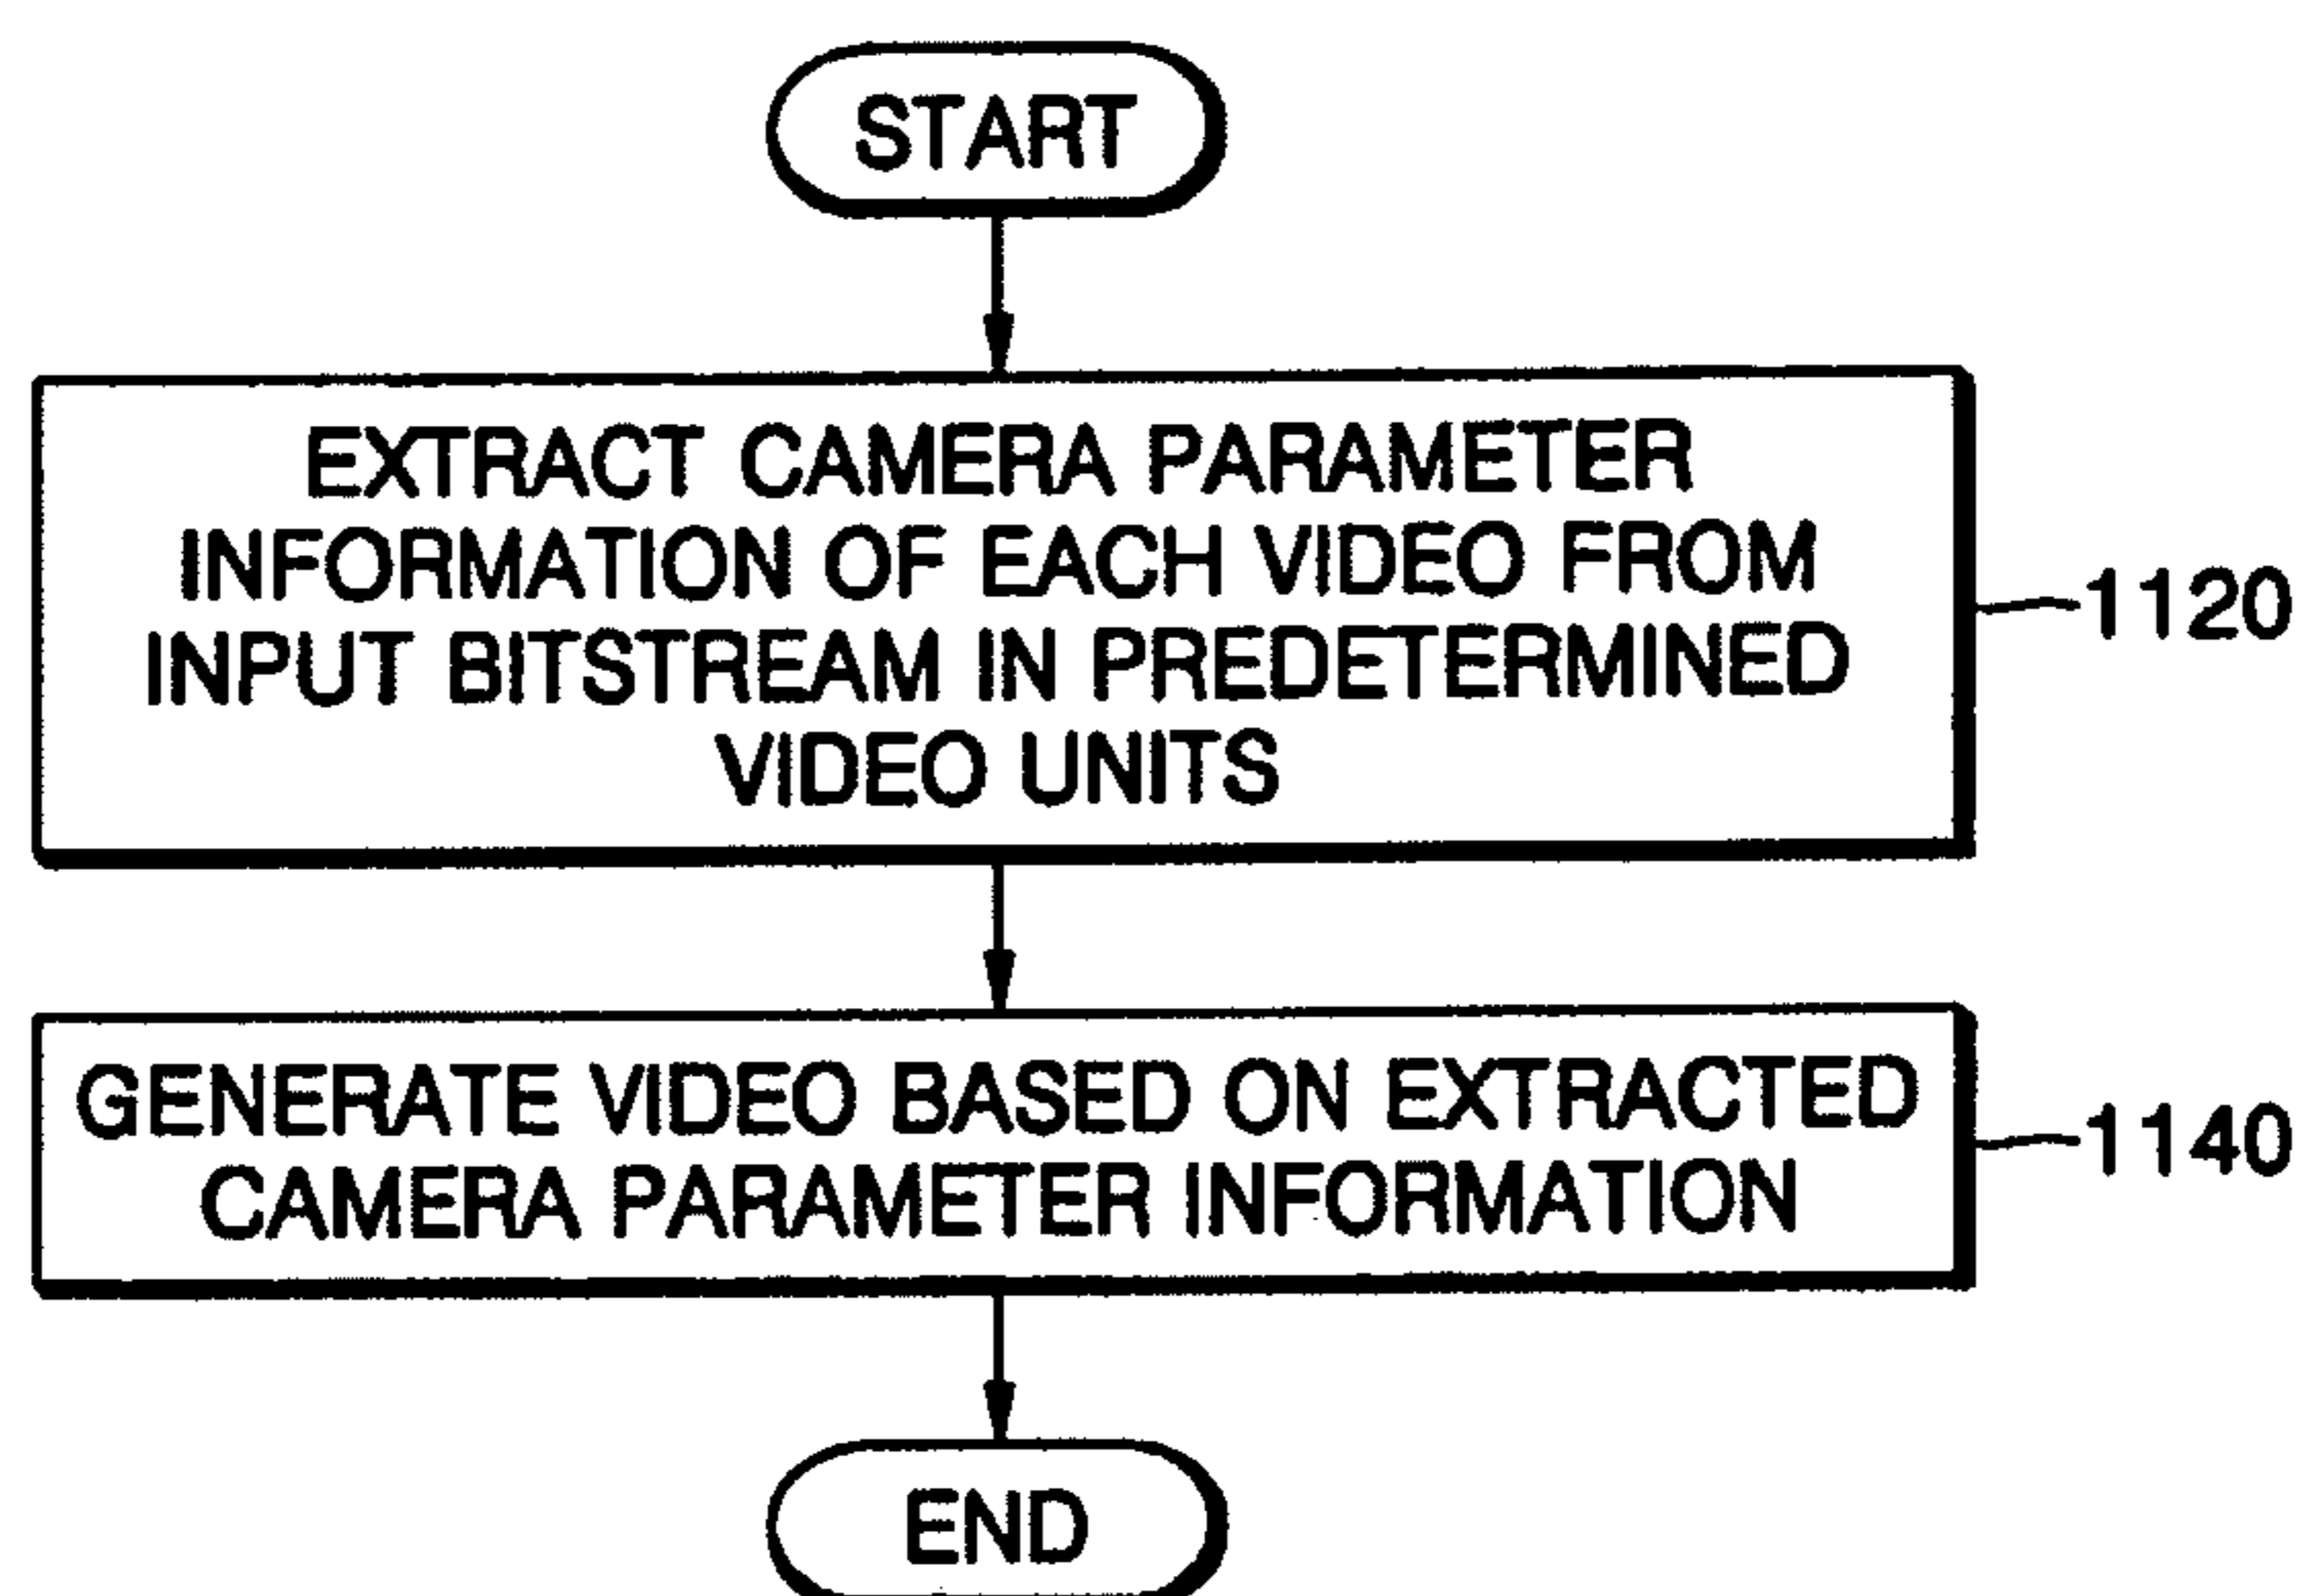 START
EXTRACT CAMERA PARAMETER
INFORMATION OF EACH VIDEO FROM
INPUT BITSTREAM IN PREDETERMINED
VIDEO UNITS
1120
GENERATE VIDEO BASED ON EXTRACTED
CAMERA PARAMETER INFORMATION
1140
END